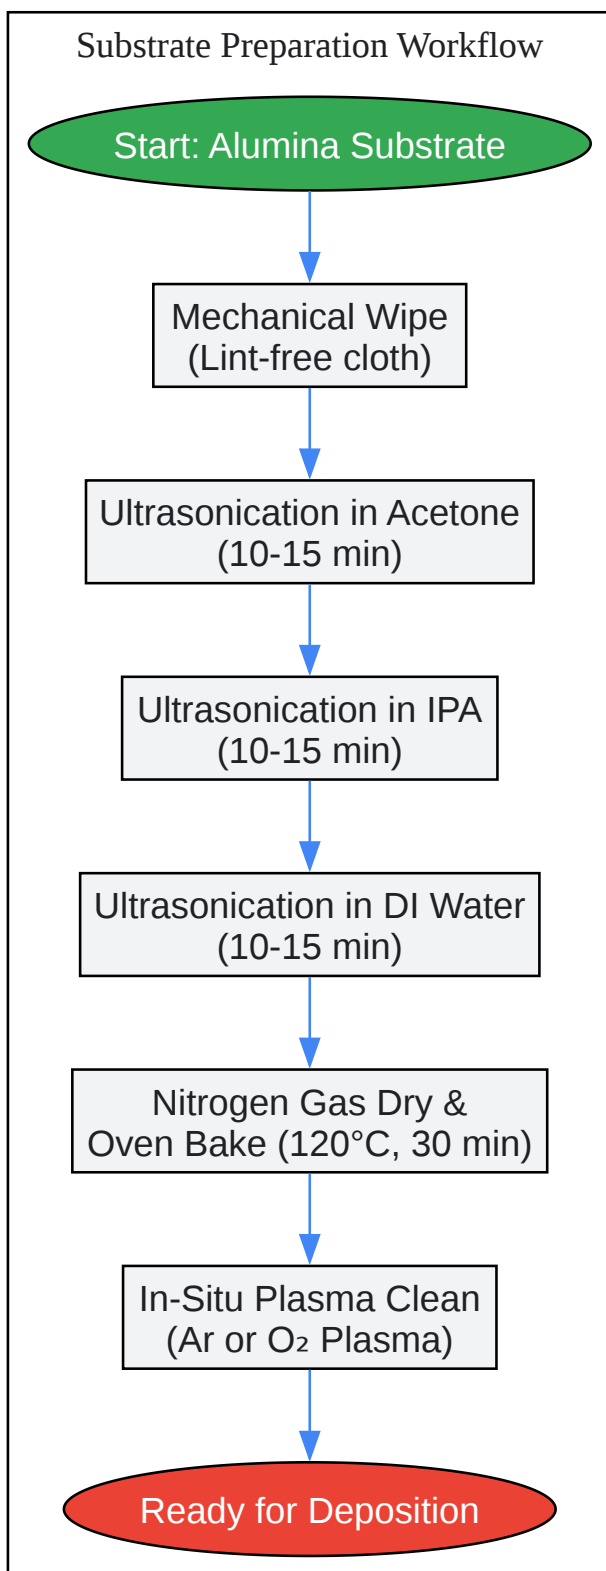 Substrate Preparation Workflow
Start: Alumina Substrate
Mechanical Wipe
(Lint-free cloth)
Ultrasonication in Acetone
(10-15 min)
Ultrasonication in IPA
(10-15 min)
Ultrasonication in DI Water
(10-15 min)
Nitrogen Gas Dry &
Oven Bake (120°C, 30 min)
In-Situ Plasma Clean
(Ar or O₂ Plasma)
Ready for Deposition